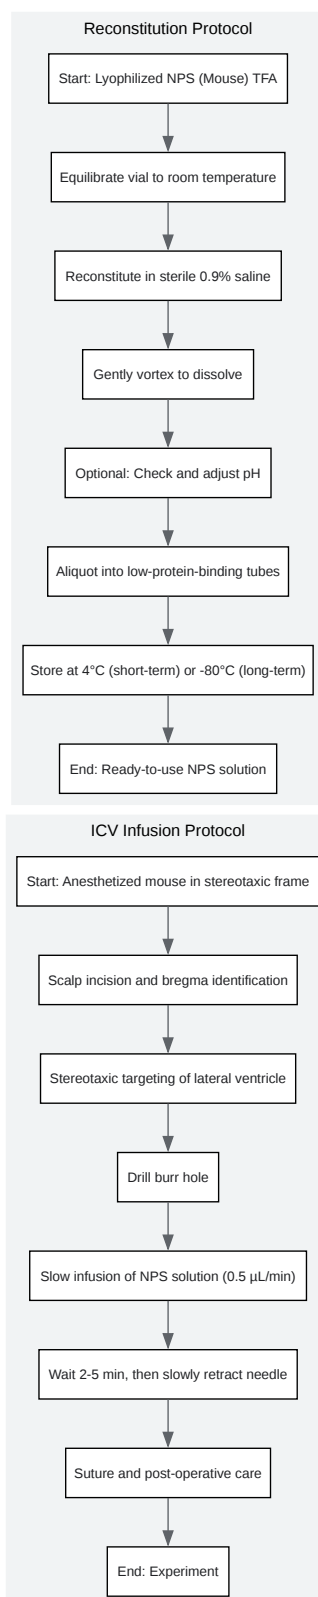 Reconstitution Protocol
Start: Lyophilized NPS (Mouse) TFA
Equilibrate vial to room temperature
Reconstitute in sterile 0.9% saline
Gently vortex to dissolve
Optional: Check and adjust pH
Aliquot into low-protein-binding tubes
Store at 4°C (short-term) or -80°C (long-term)
End: Ready-to-use NPS solution
ICV Infusion Protocol
Start: Anesthetized mouse in stereotaxic frame
Scalp incision and bregma identification
Stereotaxic targeting of lateral ventricle
Drill burr hole
Slow infusion of NPS solution (0.5 µL/min)
Wait 2-5 min, then slowly retract needle
Suture and post-operative care
End: Experiment